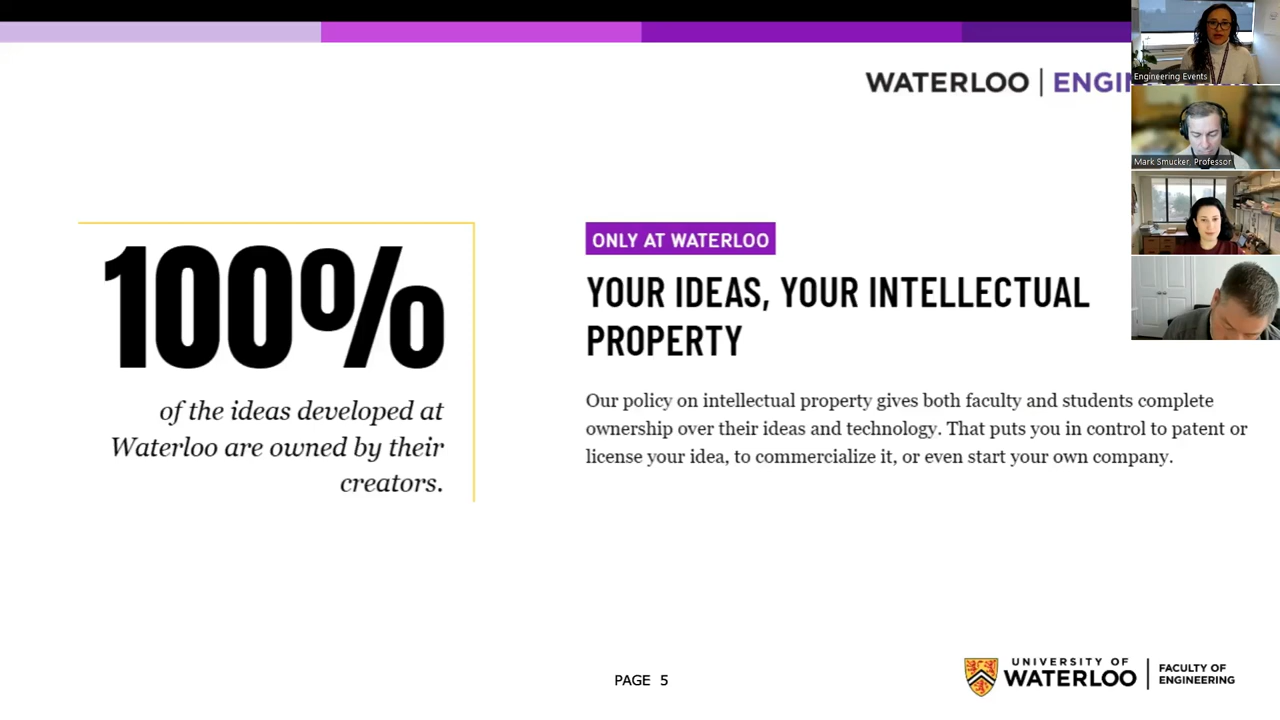 WATERLOO | ENGI
Engineering Events
Mark Smucker, Professor
100%
of the ideas developed at
Waterloo are owned by their
creators.
ONLY AT WATERLOO
YOUR IDEAS, YOUR INTELLECTUAL
PROPERTY
Our policy on intellectual property gives both faculty and students complete
ownership over their ideas and technology. That puts you in control to patent or
license your idea, to commercialize it, or even start your own company.
PAGE 5
UNIVERSITY OF
WATERLOO
FACULTY OF
ENGINEERING